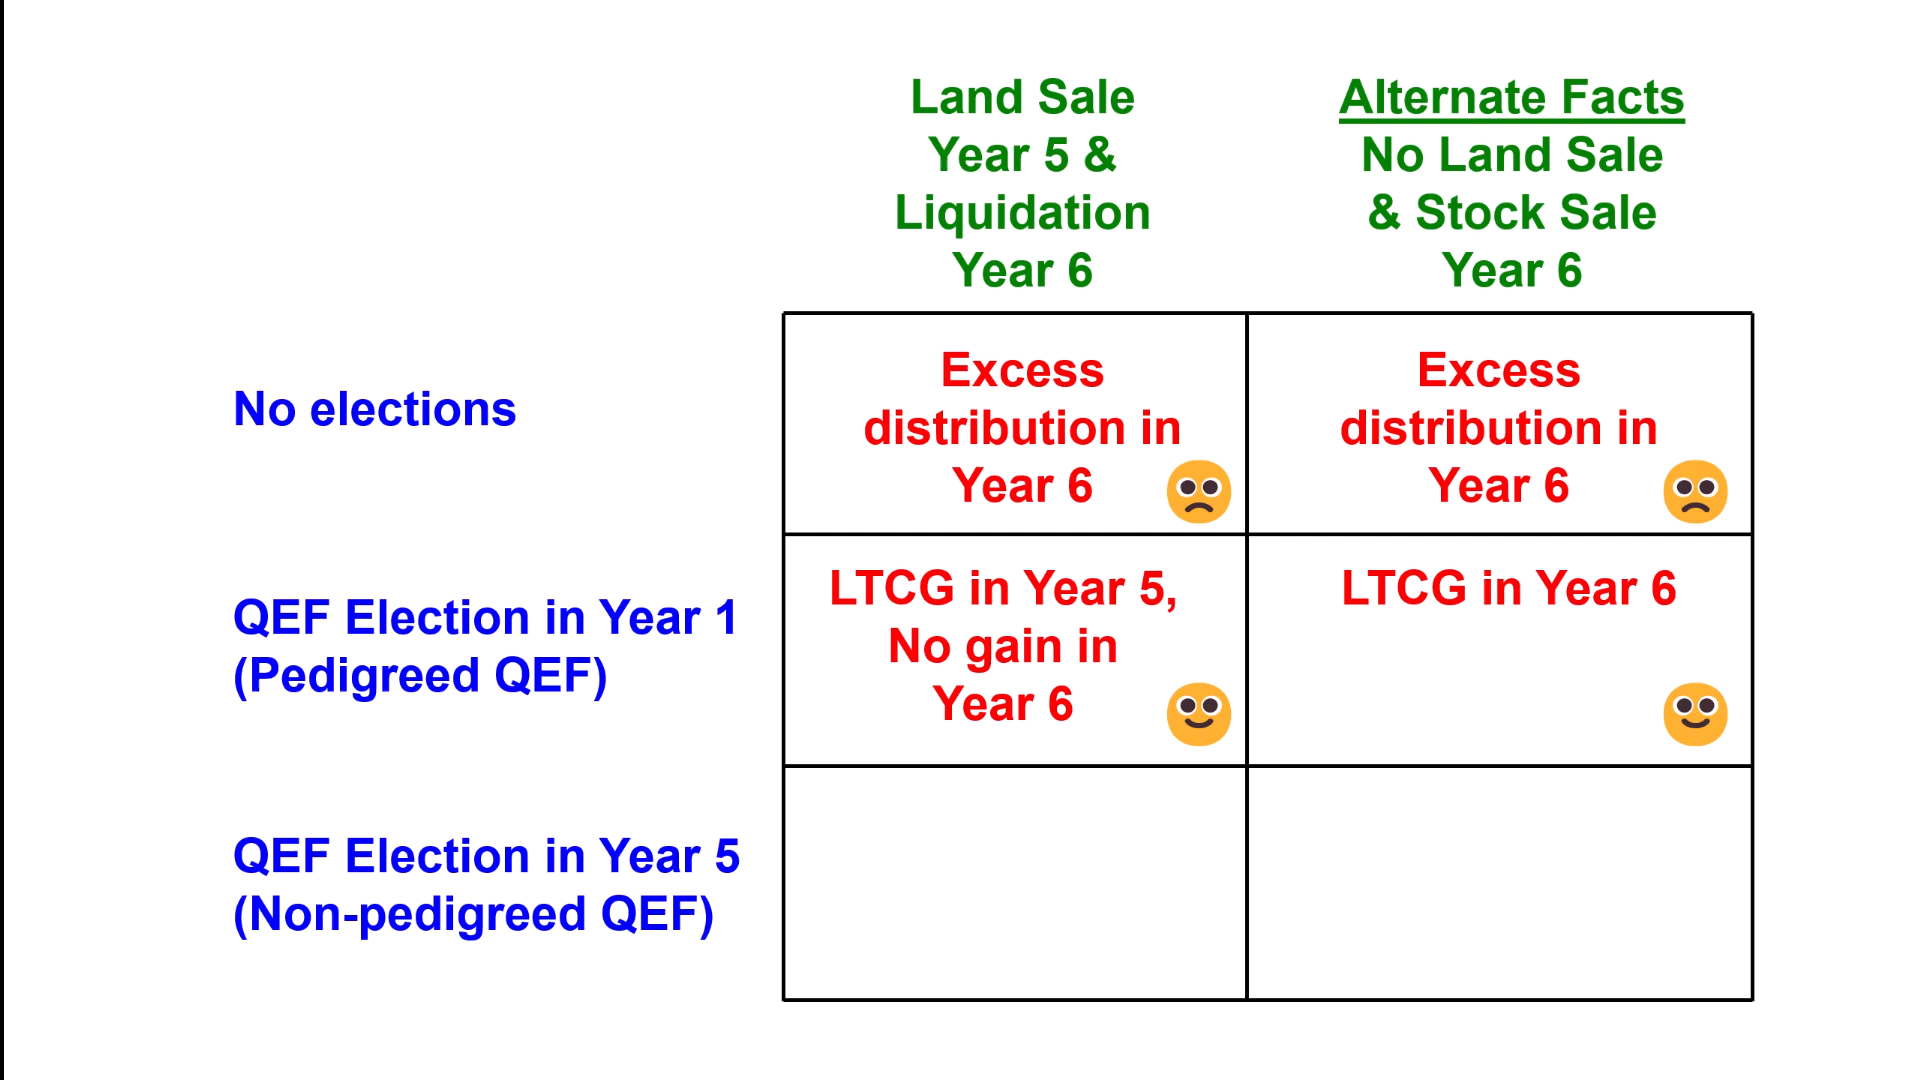 Land Sale
Year 5 &
Liquidation
Year 6
Alternate Facts
No Land Sale
& Stock Sale
Year 6
No elections
Excess
distribution in
Year 6
Excess
distribution in
Year 6
QEF Election in Year 1
(Pedigreed QEF)
LTCG in Year 5,
No gain in
Year 6
LTCG in Year 6
QEF Election in Year 5
(Non-pedigreed QEF)